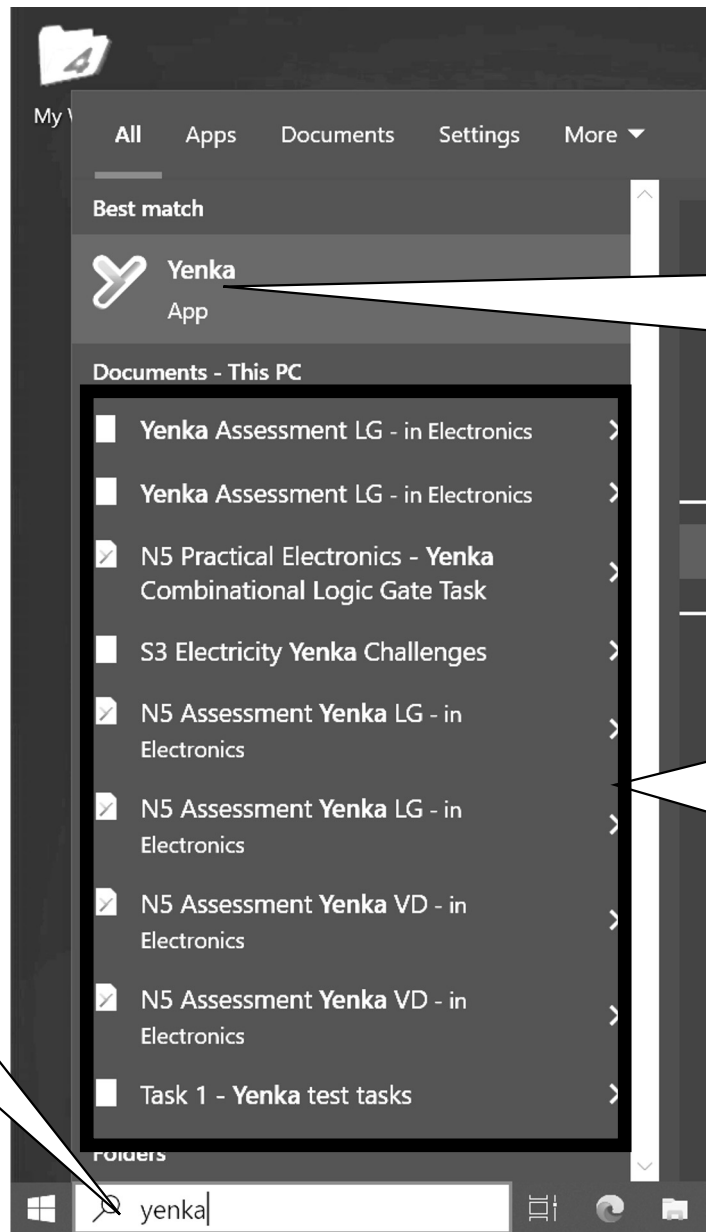 4
My
All Apps Documents Settings More
Best match
Yenka
App
Documents - This PC
Yenka Assessment LG - in Electronics
Yenka Assessment LG - in Electronics
N5 Practical Electronics - Yenka
Combinational Logic Gate Task
S3 Electricity Yenka Challenges
N5 Assessment Yenka LG - in
Electronics
N5 Assessment Yenka LG - in
Electronics
N5 Assessment Yenka VD - in
Electronics
N5 Assessment Yenka VD - in
Electronics
Task 1 - Yenka test tasks
Folders
yenka